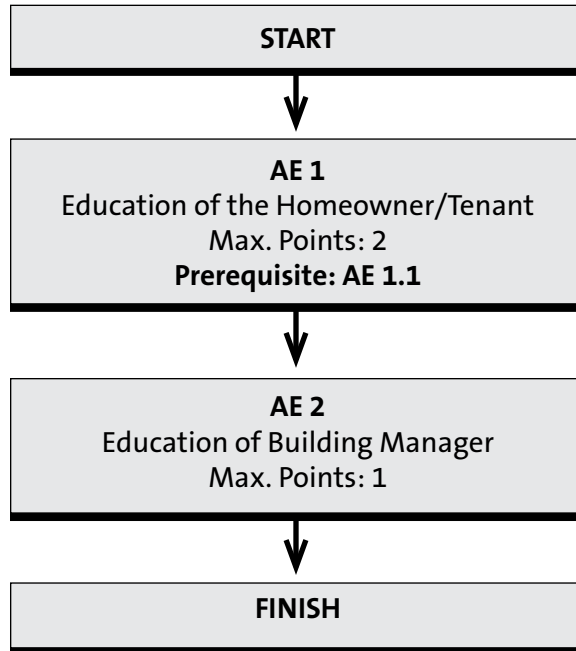 START
AE 1
Education of the Homeowner/Tenant
Max. Points: 2
Prerequisite: AE 1.1
AE 2
Education of Building Manager
Max. Points: 1
FINISH